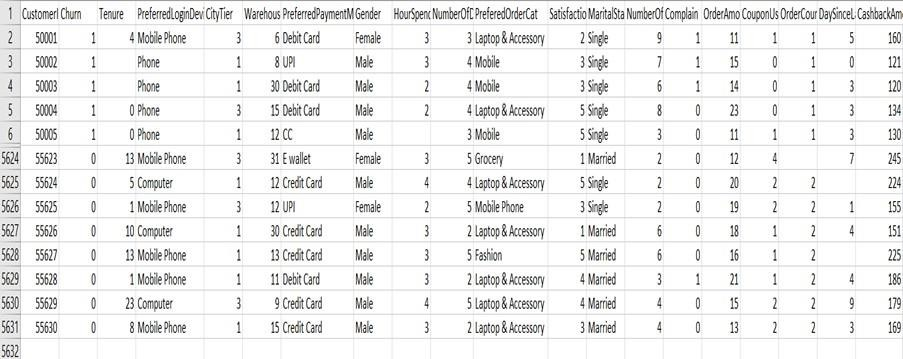 1 CustomerI Churn Tenure PreferredLoginDevi CityTier Warehous PreferredPaymentM Gender HourSpend NumberOfD PreferedOrderCat Satisfactio MaritalSta NumberOf Complain OrderAmo CouponUs OrderCour DaySinceL CashbackAm
2 50001 1 4 Mobile Phone 3 6 Debit Card Female 3 3 Laptop & Accessory 2 Single 9 1 11 1 1 5 160
3 50002 1 Phone 1 8 UPI Male 3 4 Mobile 3 Single 7 1 15 0 1 0 121
4 50003 1 Phone 1 30 Debit Card Male 2 4 Mobile 3 Single 6 1 14 0 1 3 120
5 50004 1 0 Phone 3 15 Debit Card Male 2 4 Laptop & Accessory 5 Single 8 0 23 0 1 3 134
6 50005 1 0 Phone 1 12 CC Male 3 Mobile 5 Single 3 0 11 1 1 3 130
5624 55623 0 13 Mobile Phone 3 31 E wallet Female 3 5 Grocery 1 Married 2 0 12 4 7 245
5625 55624 0 5 Computer 1 12 Credit Card Male 4 4 Laptop & Accessory 5 Single 2 0 20 2 2 224
5626 55625 0 1 Mobile Phone 3 12 UPI Female 2 5 Mobile Phone 3 Single 2 0 19 2 2 1 155
5627 55626 0 10 Computer 1 30 Credit Card Male 3 2 Laptop & Accessory 1 Married 6 0 18 1 2 4 151
5628 55627 0 13 Mobile Phone 1 13 Credit Card Male 3 5 Fashion 5 Married 6 0 16 1 2 225
5629 55628 0 1 Mobile Phone 1 11 Debit Card Male 3 2 Laptop & Accessory 4 Married 3 1 21 1 2 4 186
5630 55629 0 23 Computer 3 9 Credit Card Male 4 5 Laptop & Accessory 4 Married 4 0 15 2 2 9 179
5631 55630 0 8 Mobile Phone 1 15 Credit Card Male 3 2 Laptop & Accessory 3 Married 4 0 13 2 2 3 169
5632